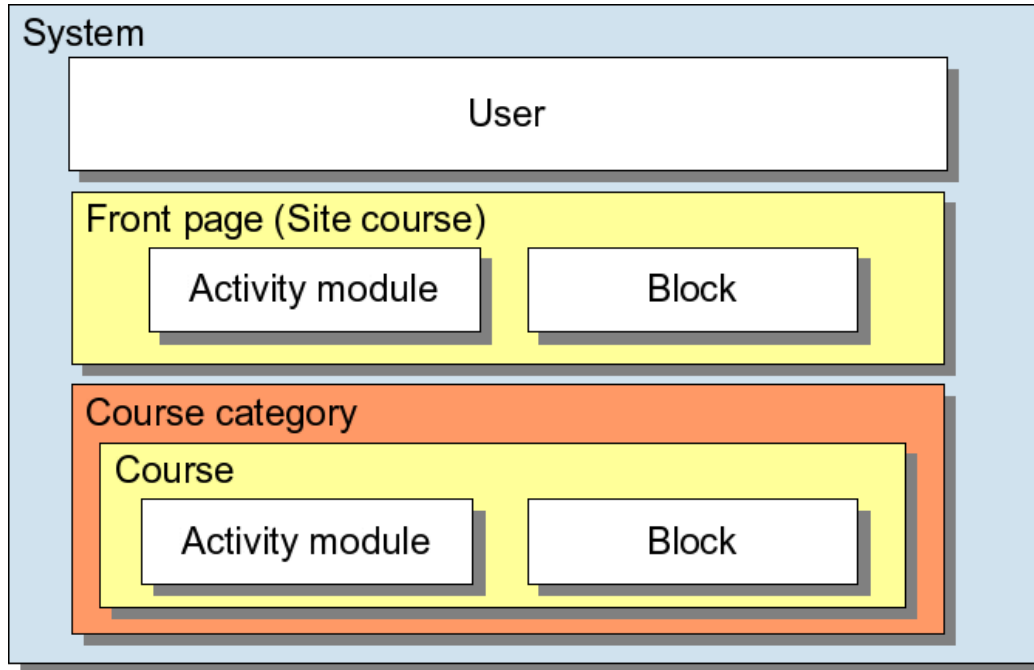 System
User
Front page (Site course)
Activity module
Block
Course category
Course
Activity module
Block